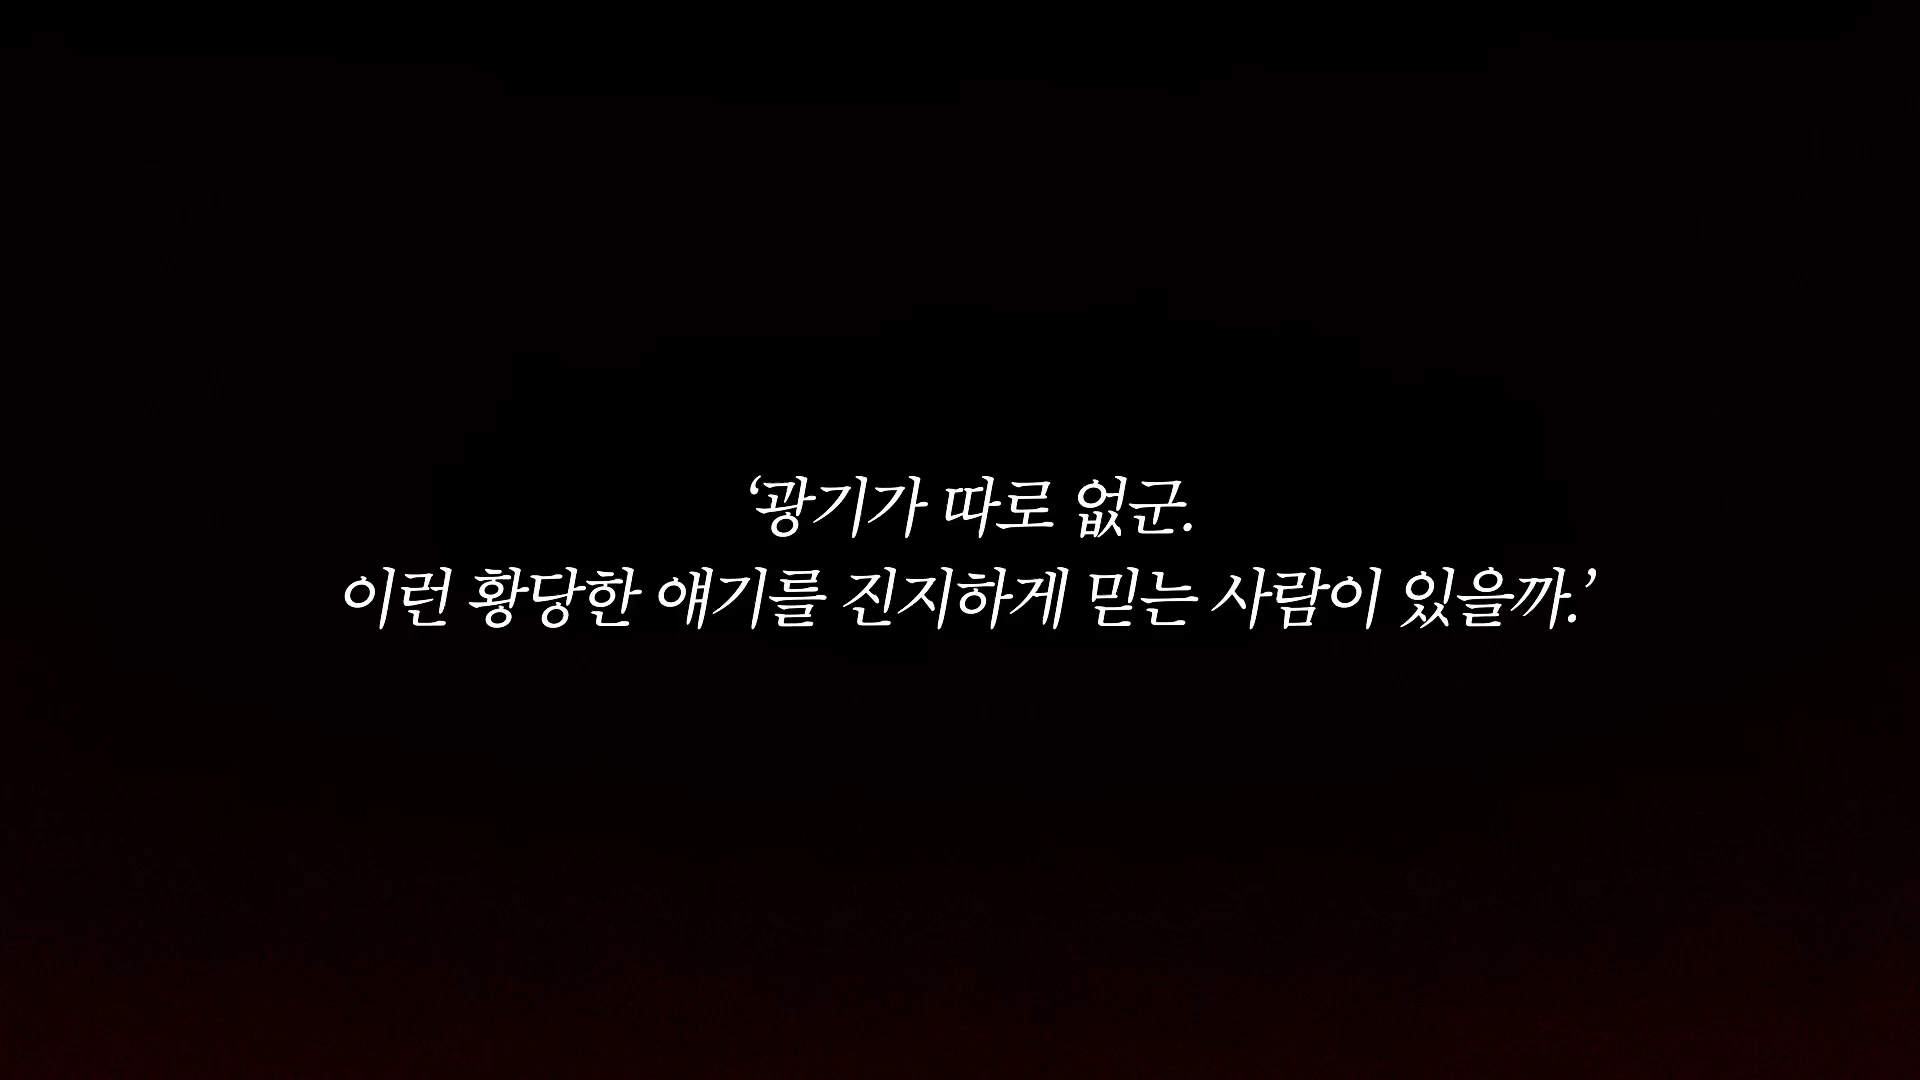 ‘광기가 따로 없군.
이런 황당한 얘기를 진지하게 믿는 사람이 있을까.’